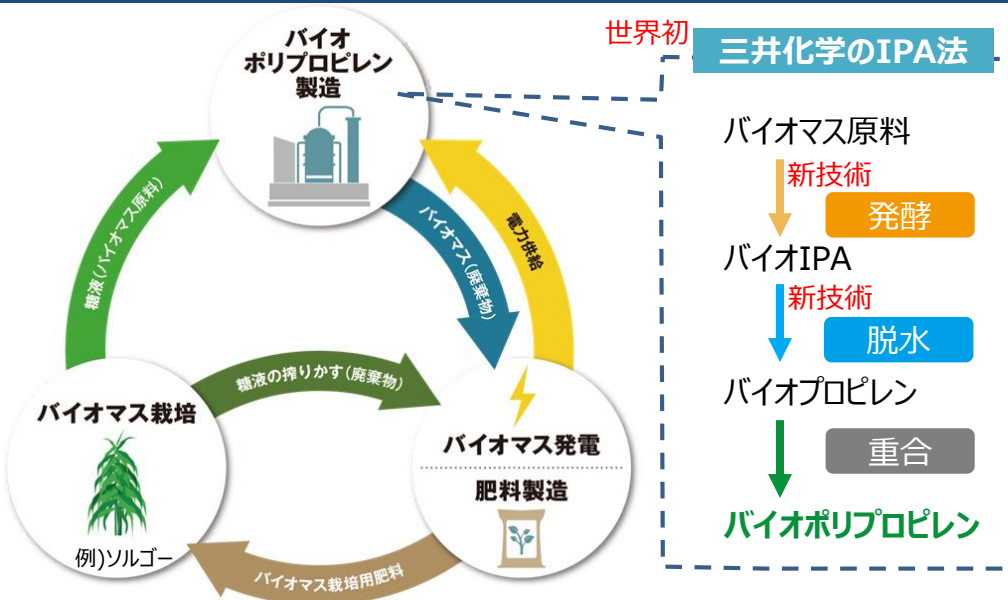 バイオ
ポリプロピレン
製造
糖液(バイオマス原料)
バイオマス(廃棄物)
電力供給
糖液の搾りかす(廃棄物)
バイオマス栽培
例)ソルゴー
バイオマス発電
肥料製造
バイオマス栽培用肥料
世界初
三井化学のIPA法
バイオマス原料
新技術
発酵
バイオIPA
新技術
脱水
バイオプロピレン
重合
バイオポリプロピレン